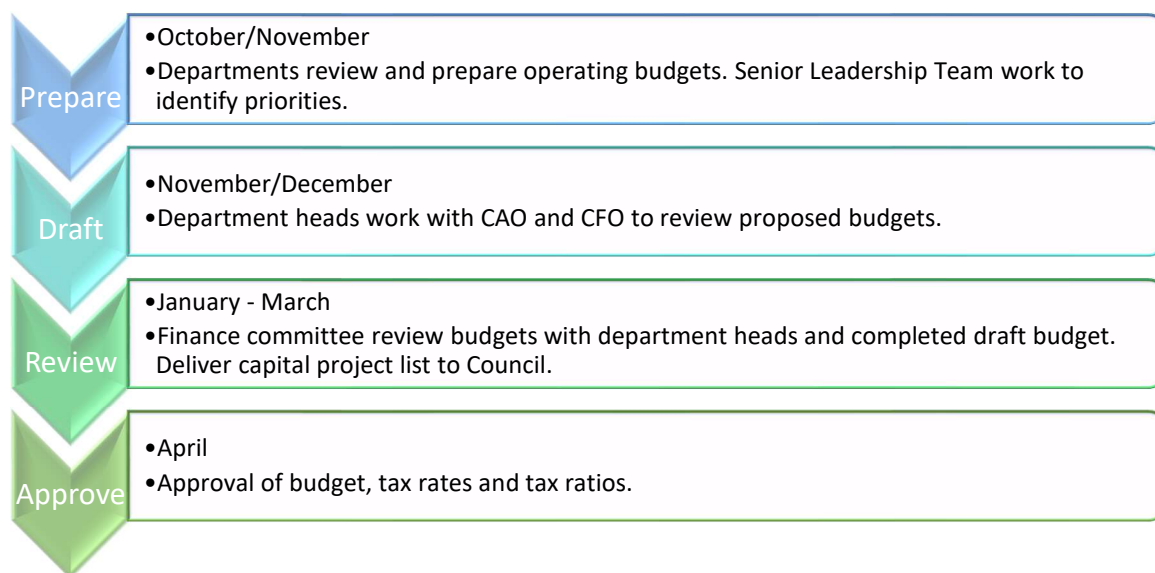 Prepare
•October/November
•Departments review and prepare operating budgets. Senior Leadership Team work to
identify priorities.
Draft
•November/December
•Department heads work with CAO and CFO to review proposed budgets.
Review
•January - March
•Finance committee review budgets with department heads and completed draft budget.
Deliver capital project list to Council.
Approve
•April
•Approval of budget, tax rates and tax ratios.